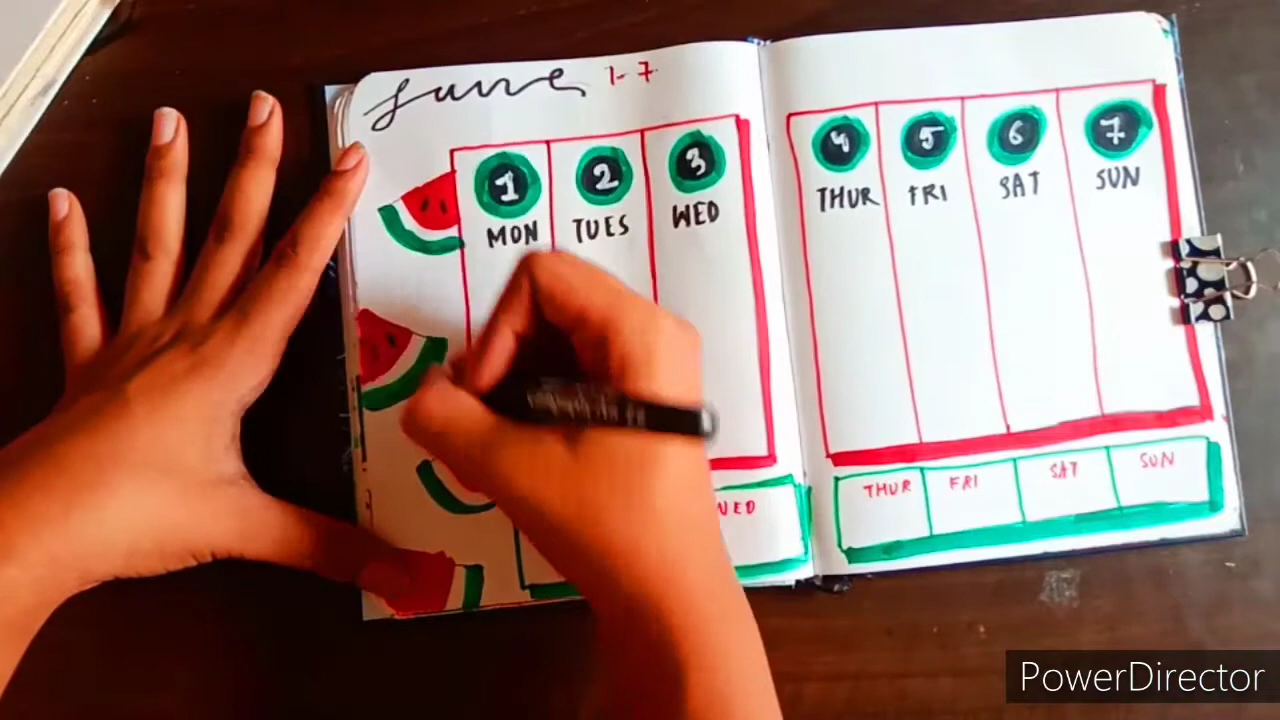 June 1-7
1 2 3 4 5 6 7
MON TUES WED THUR FRI SAT SUN
WED THUR FRI SAT SUN
PowerDirector